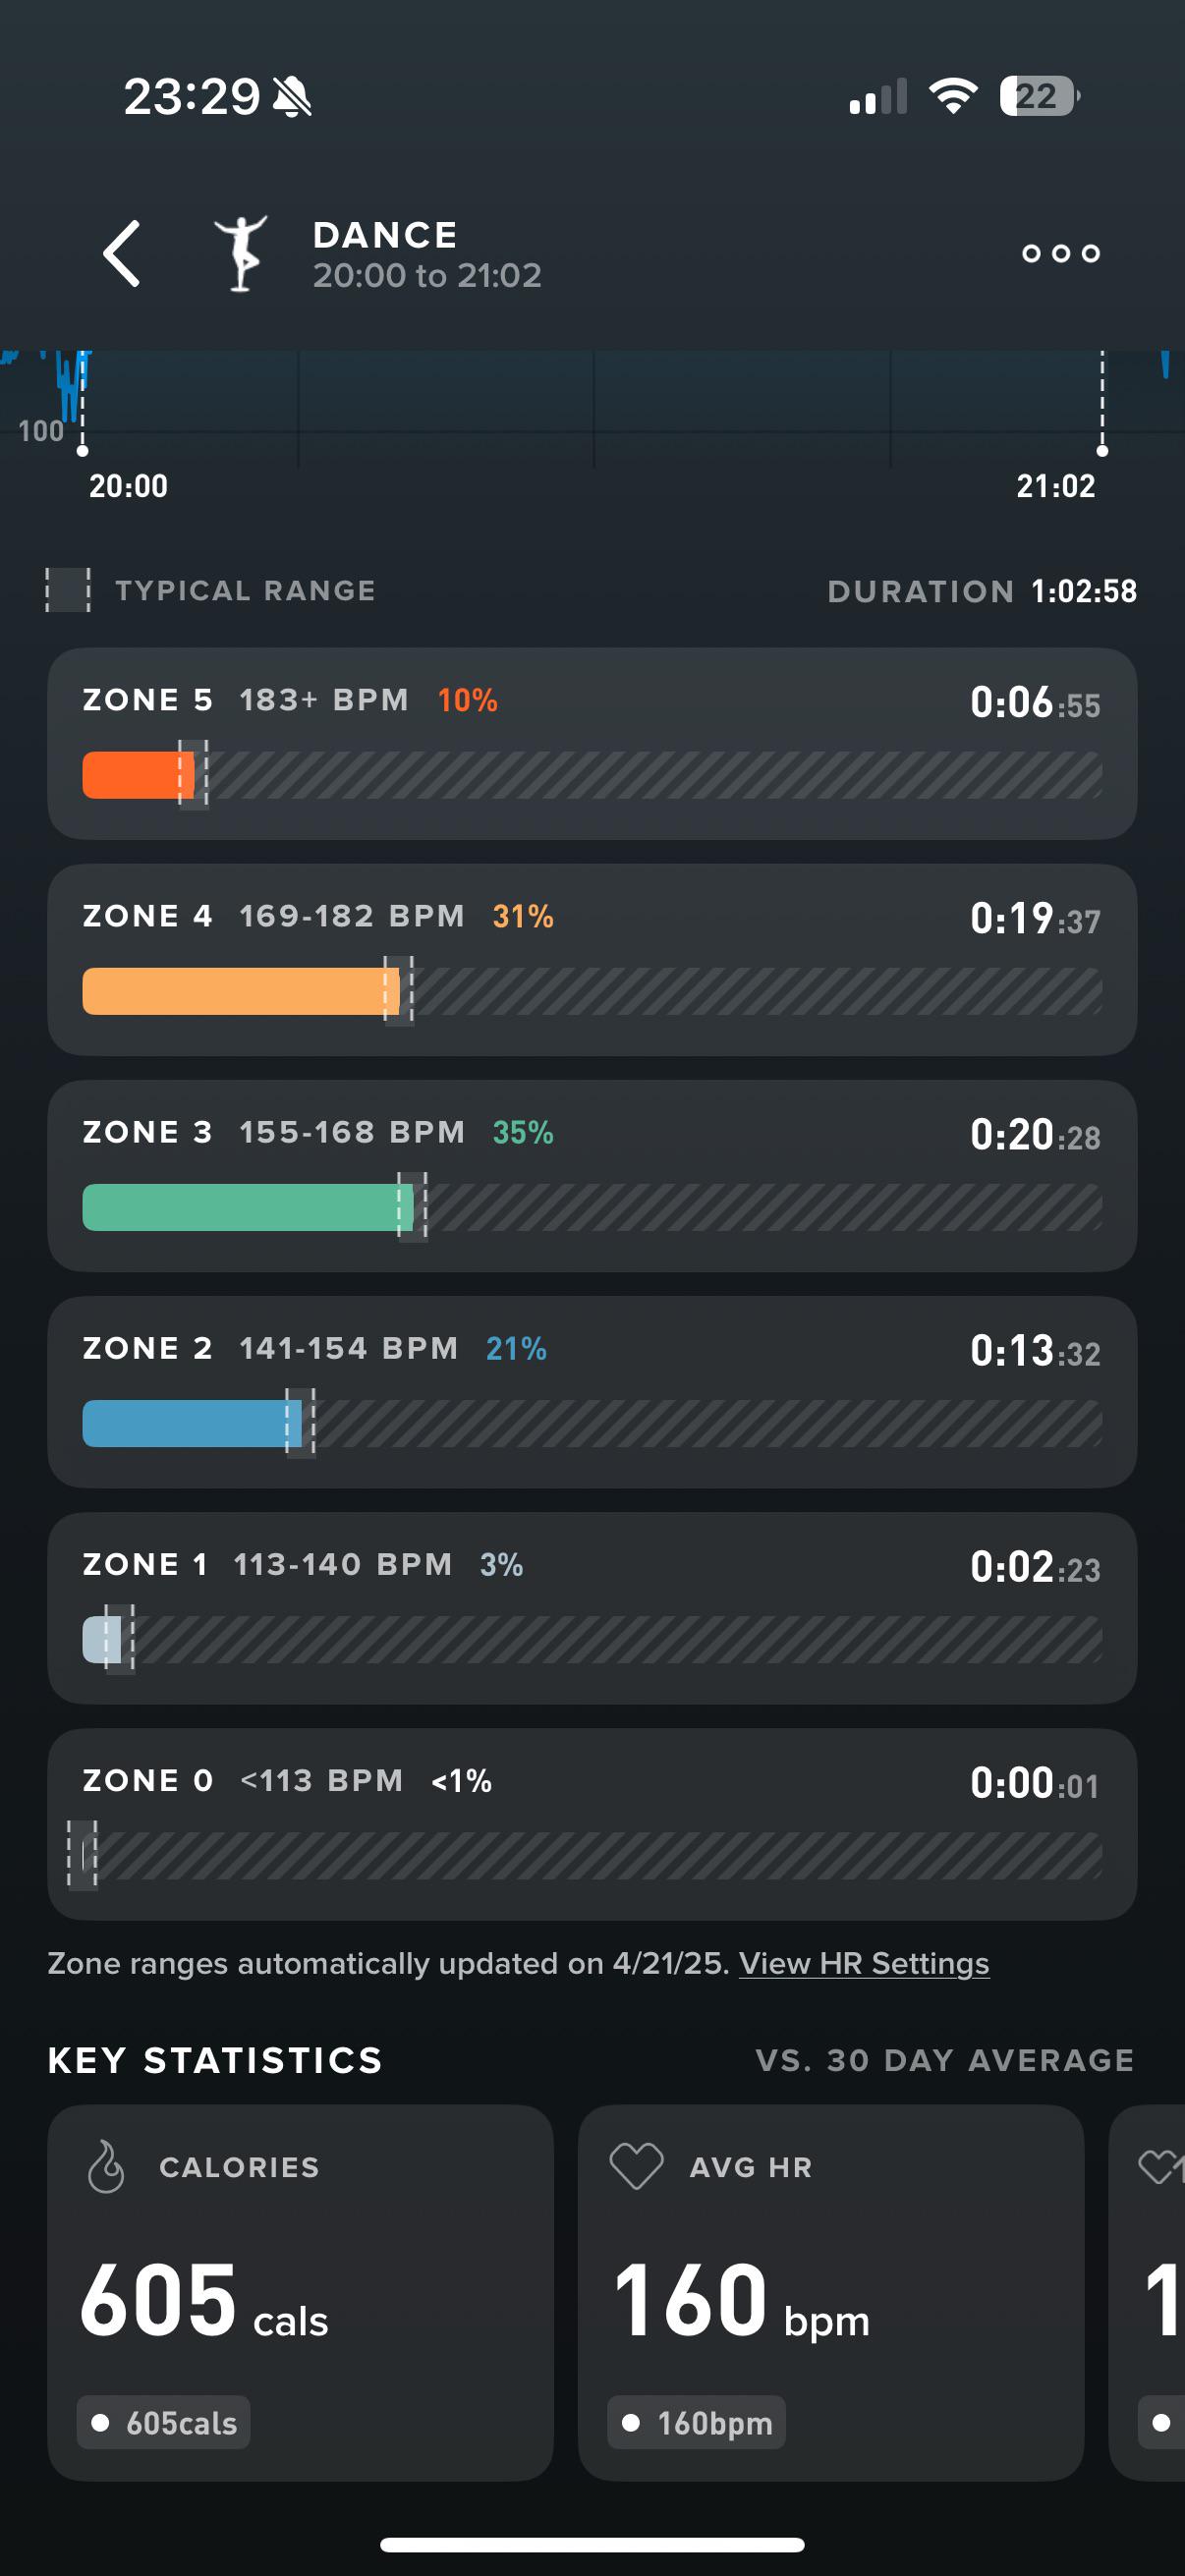 23:29
22
DANCE
20:00 to 21:02
100
20:00
21:02
TYPICAL RANGE
DURATION 1:02:58
ZONE 5 183+ BPM 10%
0:06:55
ZONE 4 169-182 BPM 31%
0:19:37
ZONE 3 155-168 BPM 35%
0:20:28
ZONE 2 141-154 BPM 21%
0:13:32
ZONE 1 113-140 BPM 3%
0:02:23
ZONE 0 <113 BPM <1%
0:00:01
Zone ranges automatically updated on 4/21/25. View HR Settings
KEY STATISTICS
VS. 30 DAY AVERAGE
CALORIES
605 cals
605cals
AVG HR
160 bpm
160bpm
1